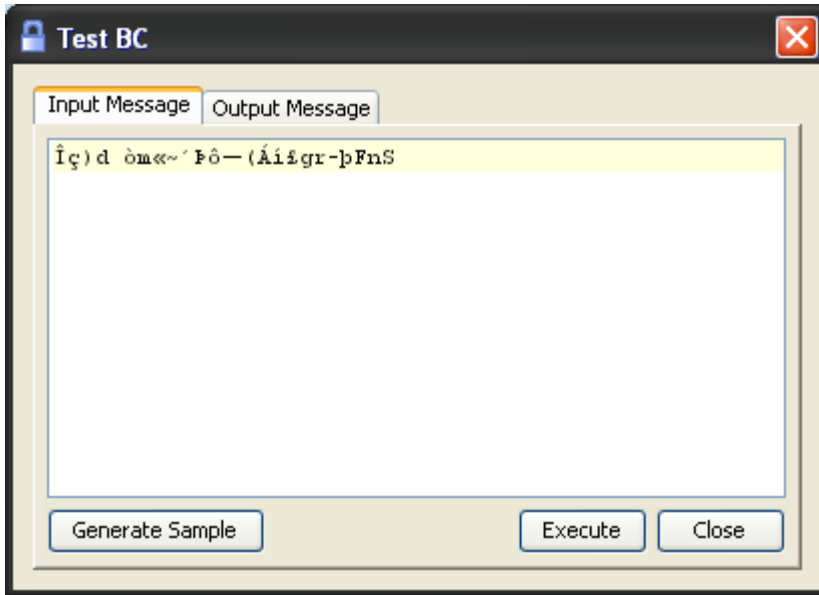 Test BC
Input Message
Output Message
Îç)d òm«~´Þô—(Áí£gr-þFnS
Generate Sample
Execute
Close